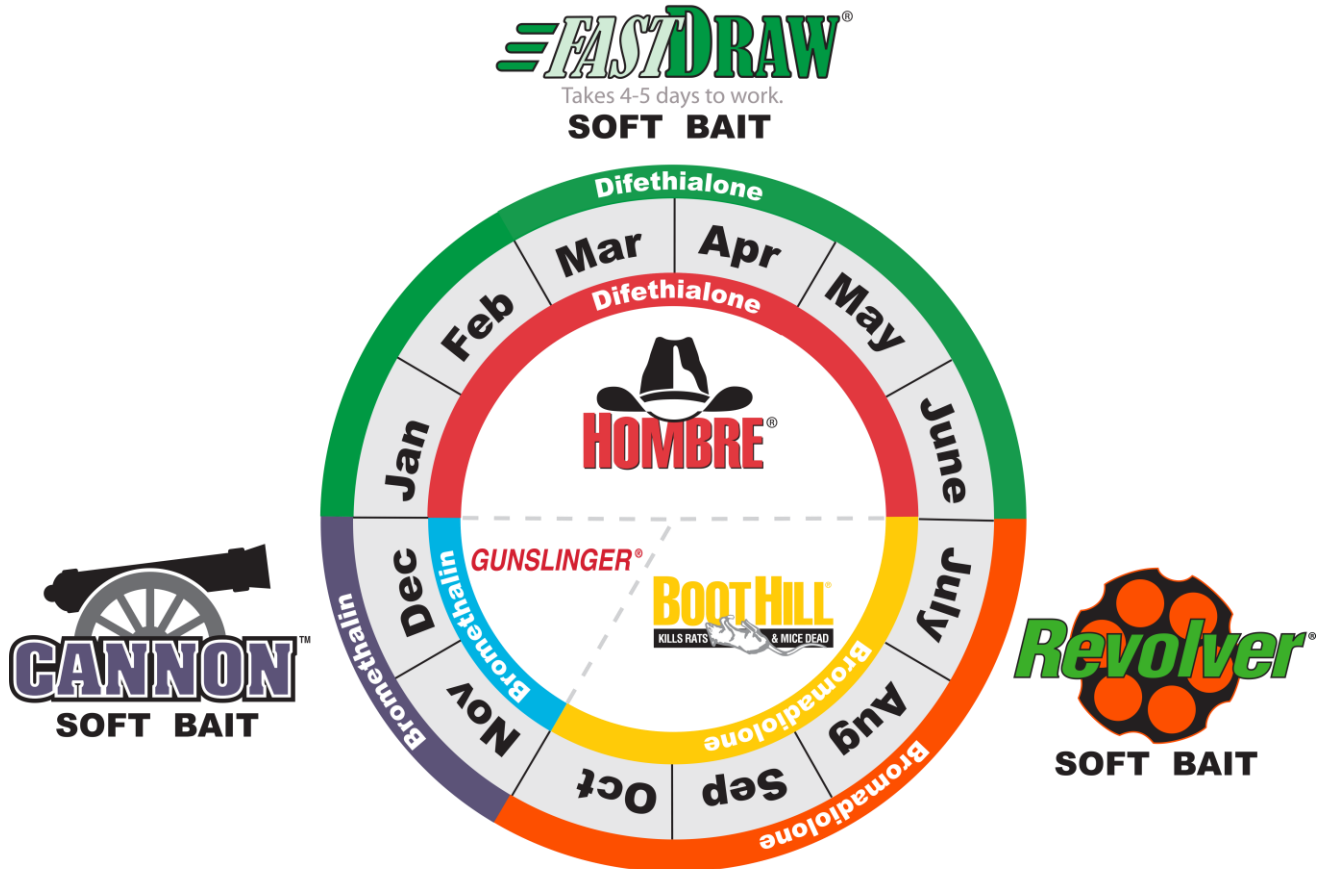 FASTDRAW®
Takes 4-5 days to work.
SOFT BAIT
Difethialone
Jan
Feb
Mar
Apr
May
June
July
Aug
Sep
Oct
Nov
Dec
Difethialone
HOMBRE®
GUNSLINGER®
BOOTHILL®
KILLS RATS & MICE DEAD
Bromethalin
Bromadiolone
Bromethalin
Bromadiolone
CANNON™
SOFT BAIT
Revolver®
SOFT BAIT